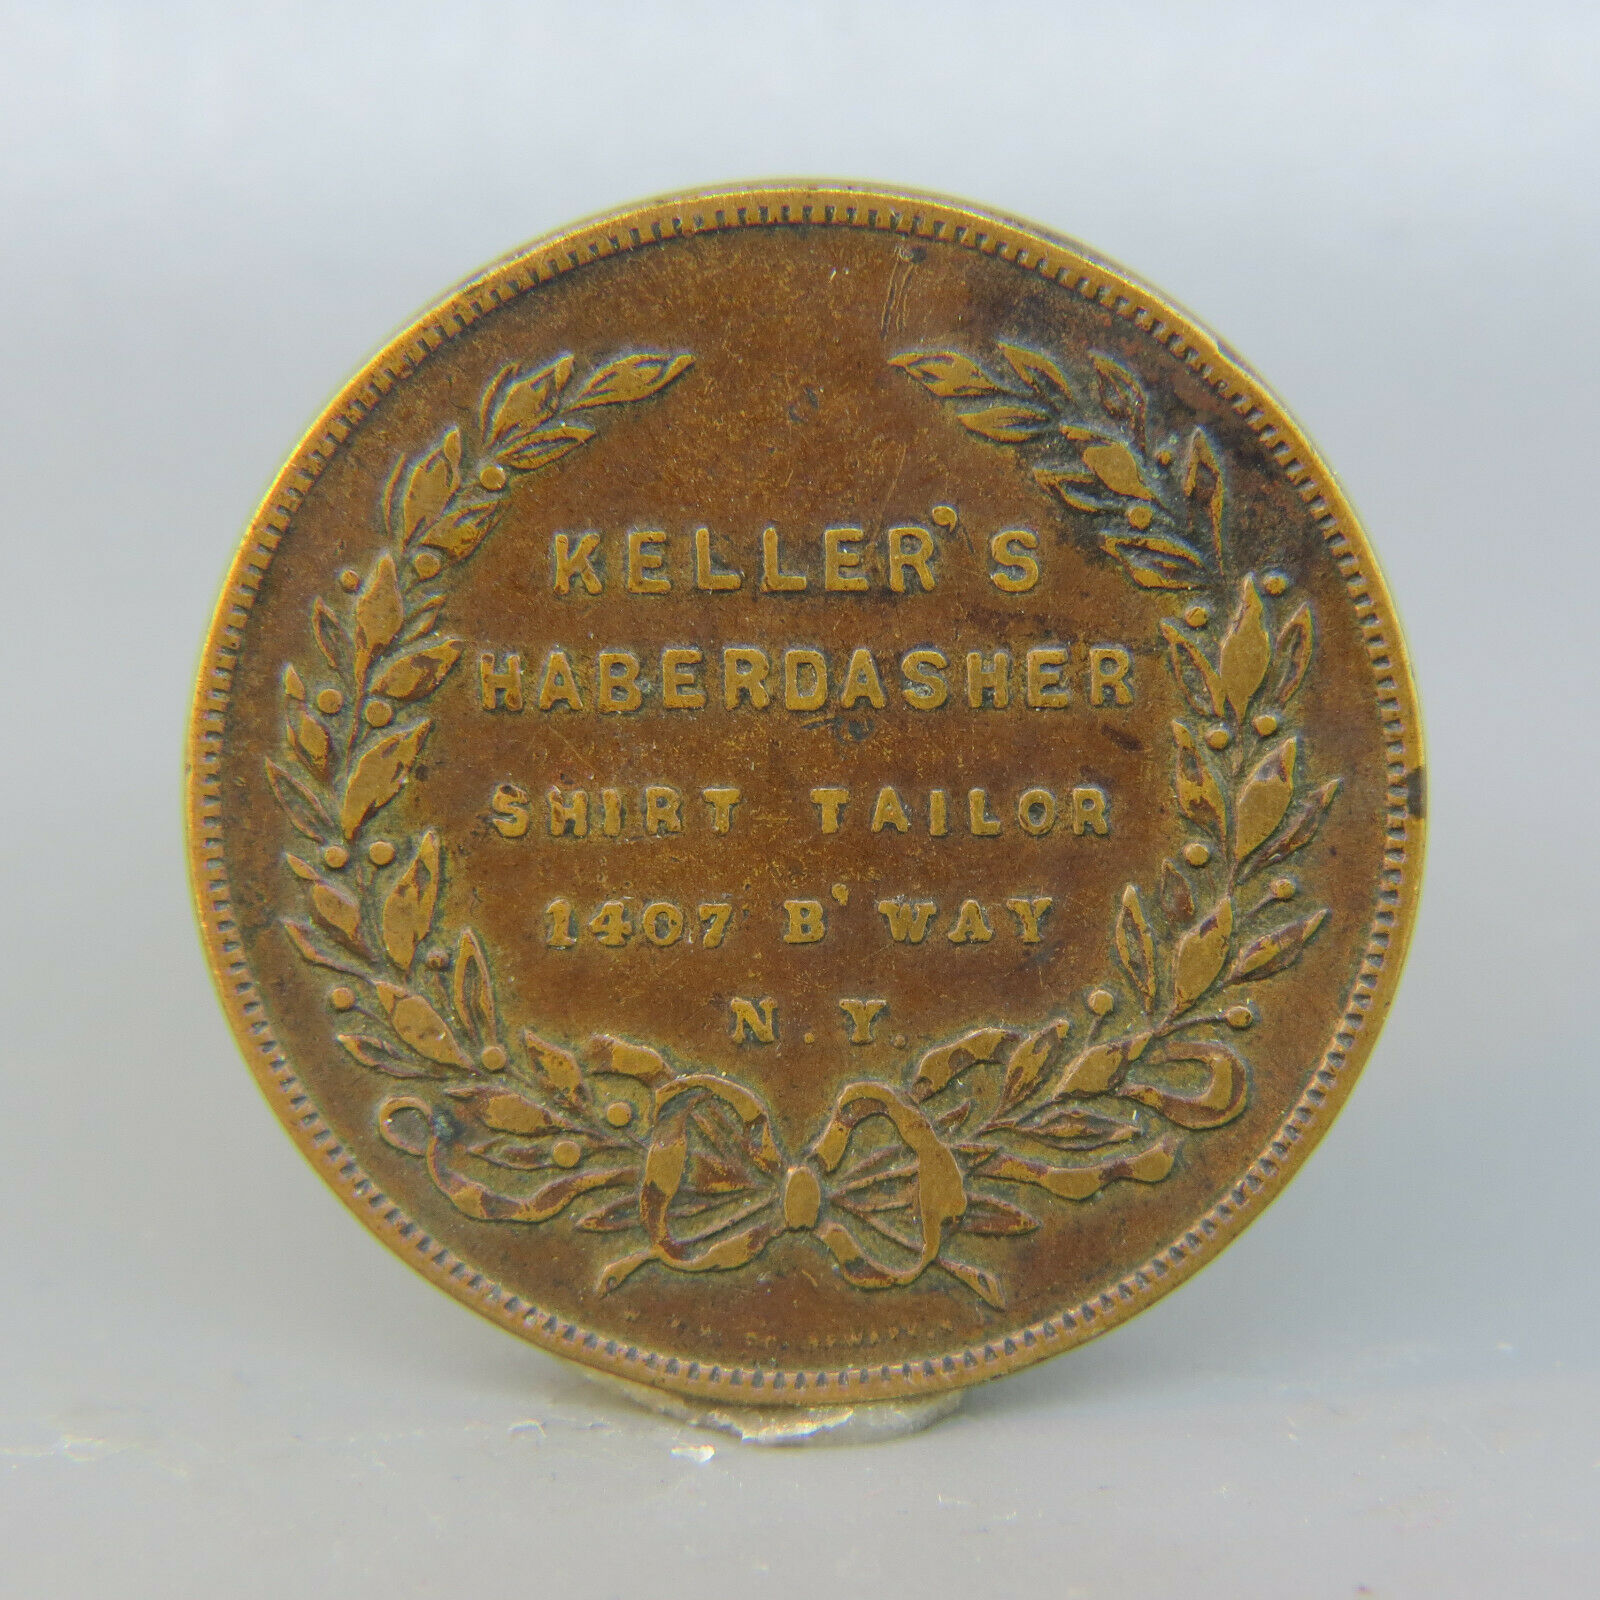 KELLER'S
HABERDASHER
SHIRT TAILOR
1407 B'WAY
N.Y.